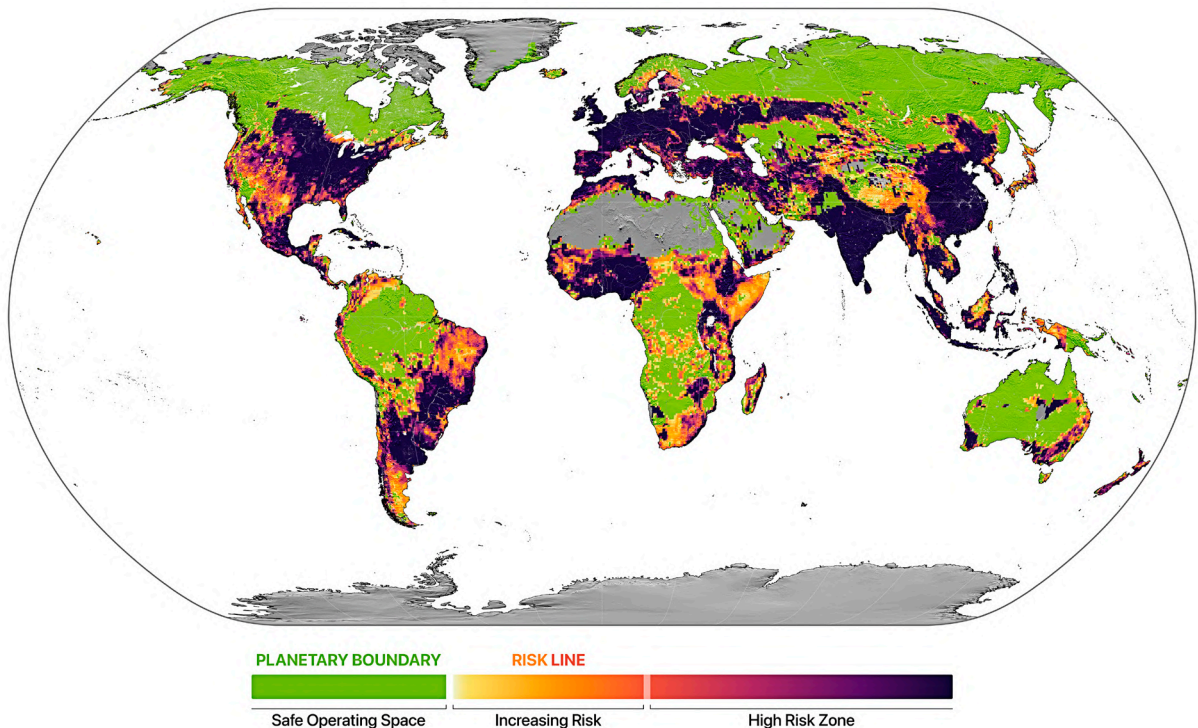 PLANETARY BOUNDARY RISK LINE
Safe Operating Space Increasing Risk High Risk Zone